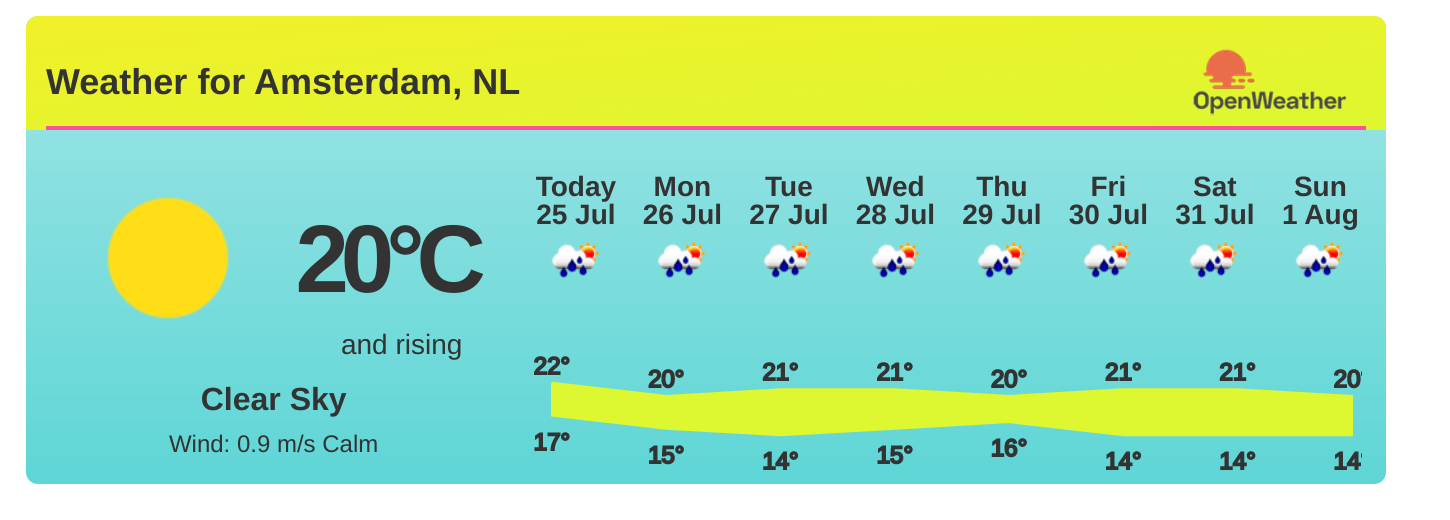 Weather for Amsterdam, NL
OpenWeather
20°C
and rising
Clear Sky
Wind: 0.9 m/s Calm
Today Mon Tue Wed Thu Fri Sat Sun
25 Jul 26 Jul 27 Jul 28 Jul 29 Jul 30 Jul 31 Jul 1 Aug
22° 20° 21° 21° 20° 21° 21° 20°
17° 15° 14° 15° 16° 14° 14° 14°